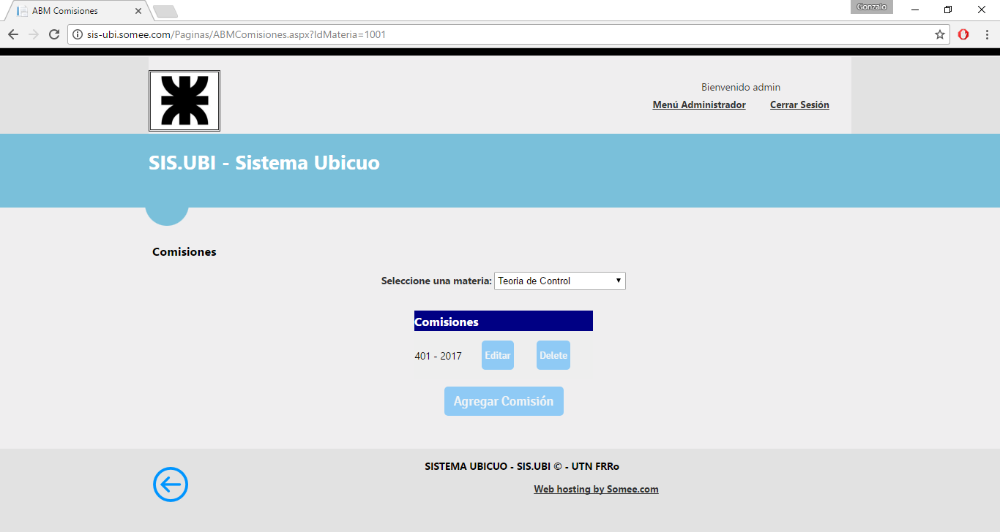 ABM Comisiones
Gonzalo
sis-ubi.somee.com/Paginas/ABMComisiones.aspx?IdMateria=1001
Bienvenido admin
Menú Administrador Cerrar Sesión
SIS.UBI - Sistema Ubicuo
Comisiones
Seleccione una materia: Teoria de Control
Comisiones
401 - 2017 Editar Delete
Agregar Comisión
SISTEMA UBICUO - SIS.UBI © - UTN FRRo
Web hosting by Somee.com